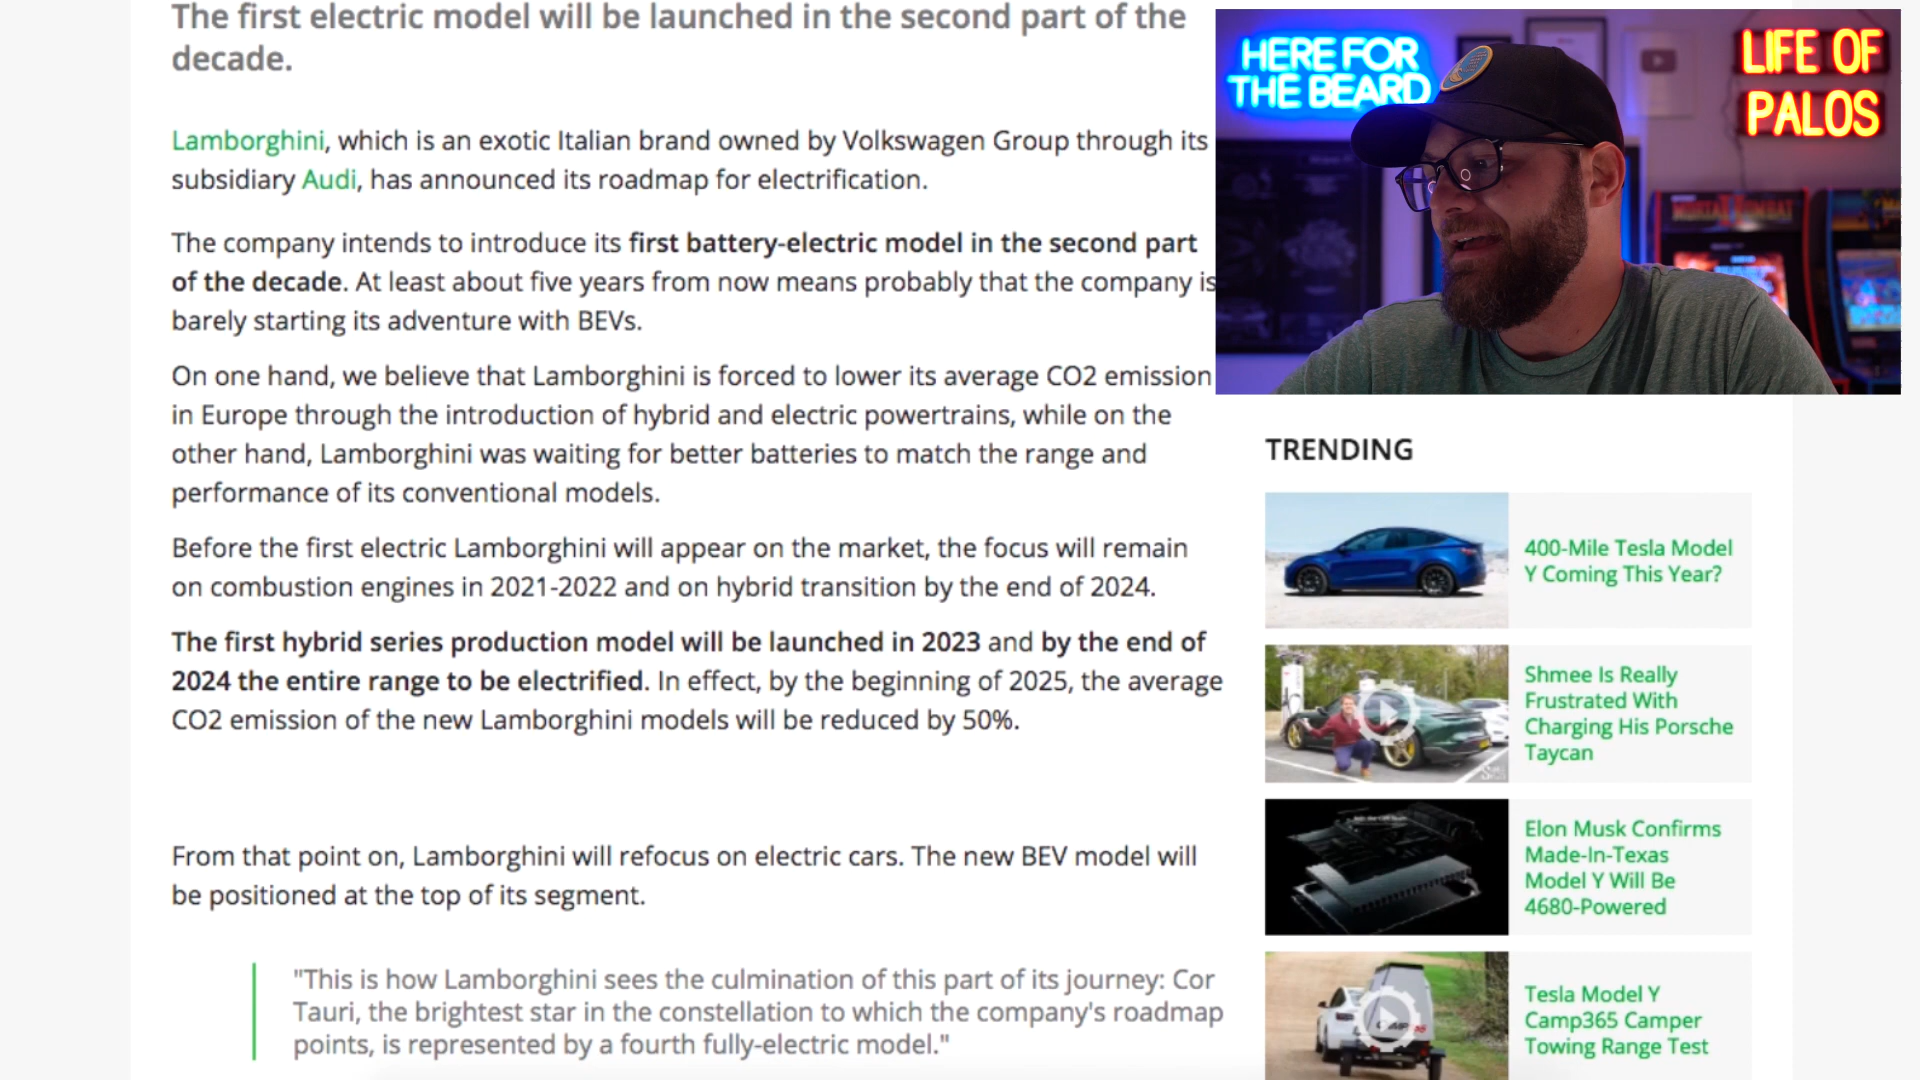 The first electric model will be launched in the second part of the
decade.
Lamborghini, which is an exotic Italian brand owned by Volkswagen Group through its
subsidiary Audi, has announced its roadmap for electrification.
The company intends to introduce its first battery-electric model in the second part
of the decade. At least about five years from now means probably that the company is
barely starting its adventure with BEVs.
On one hand, we believe that Lamborghini is forced to lower its average CO2 emission
in Europe through the introduction of hybrid and electric powertrains, while on the
other hand, Lamborghini was waiting for better batteries to match the range and
performance of its conventional models.
Before the first electric Lamborghini will appear on the market, the focus will remain
on combustion engines in 2021-2022 and on hybrid transition by the end of 2024.
The first hybrid series production model will be launched in 2023 and by the end of
2024 the entire range to be electrified. In effect, by the beginning of 2025, the average
CO2 emission of the new Lamborghini models will be reduced by 50%.
From that point on, Lamborghini will refocus on electric cars. The new BEV model will
be positioned at the top of its segment.
"This is how Lamborghini sees the culmination of this part of its journey: Cor
Tauri, the brightest star in the constellation to which the company's roadmap
points, is represented by a fourth fully-electric model."
HERE FOR
THE BEARD
LIFE OF
PALOS
TRENDING
400-Mile Tesla Model
Y Coming This Year?
Shmee Is Really
Frustrated With
Charging His Porsche
Taycan
Elon Musk Confirms
Made-In-Texas
Model Y Will Be
4680-Powered
Tesla Model Y
Camp365 Camper
Towing Range Test